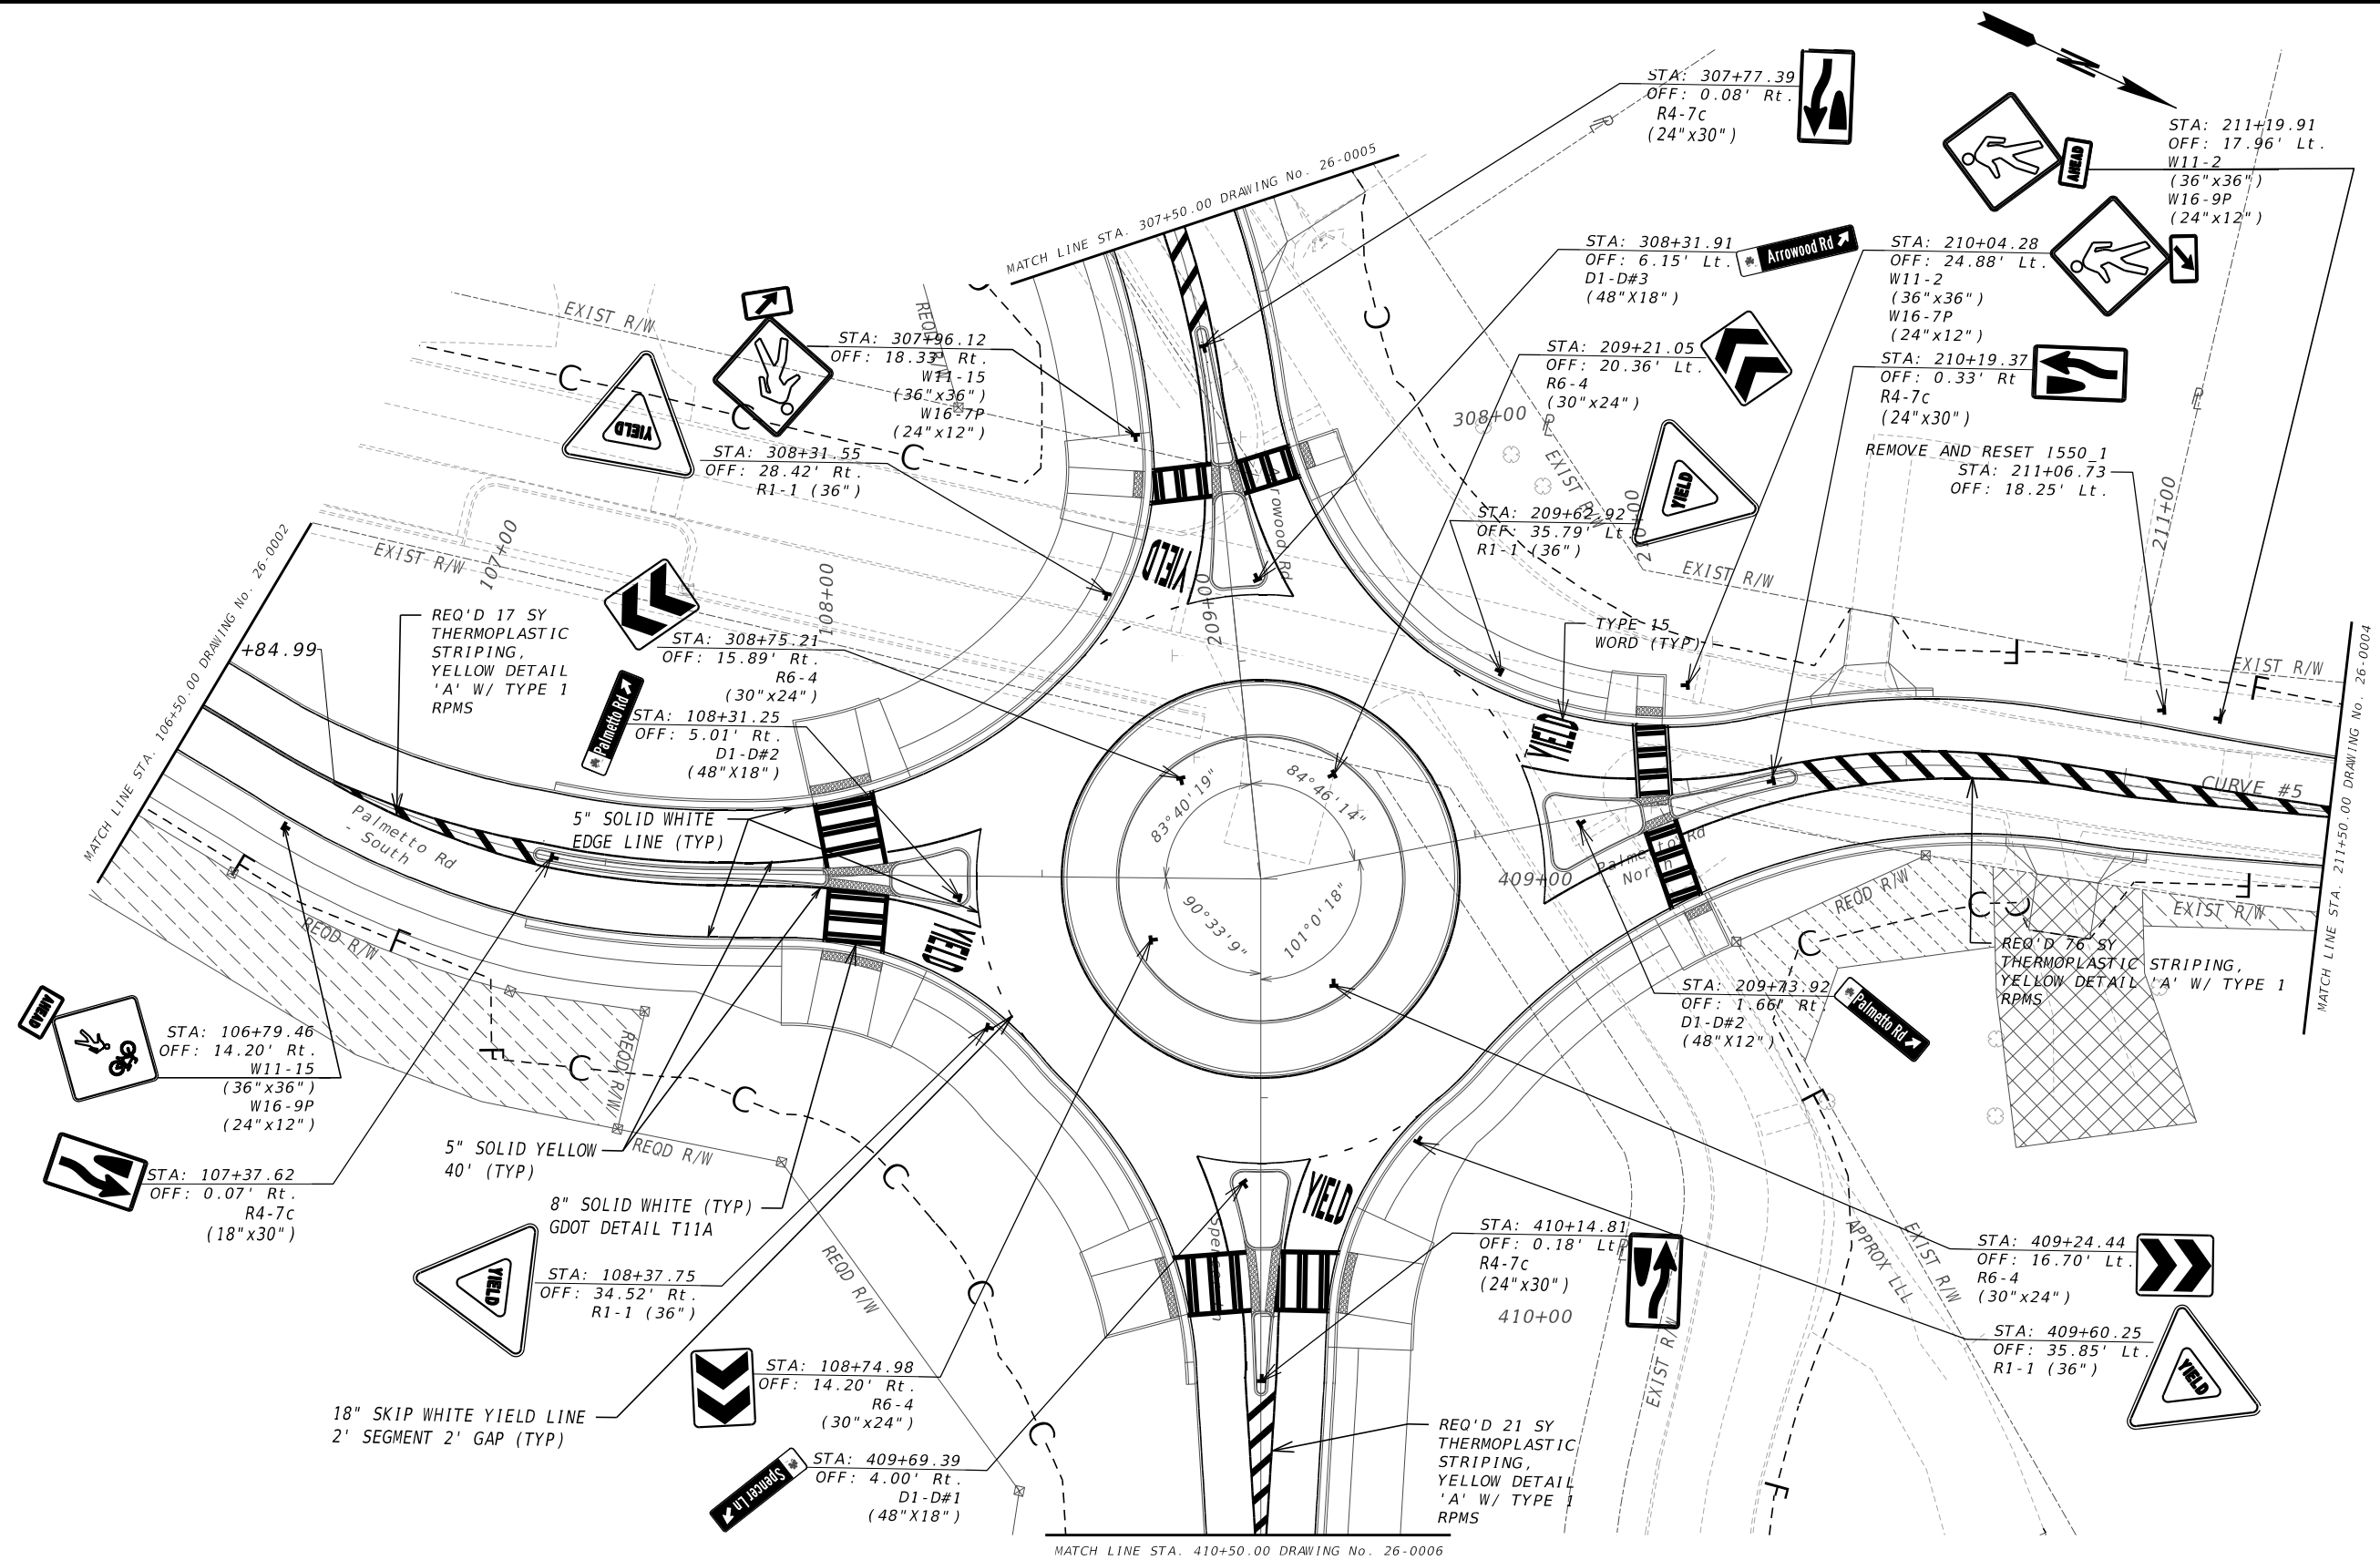 STA: 307+77.39
OFF: 0.08' Rt.
R4-7c
(24"x30")
N
STA: 211+19.91
OFF: 17.96' Lt.
W11-2
(36"x36")
W16-9P
(24"x12")
AHEAD
MATCH LINE STA. 307+50.00 DRAWING No. 26-0005
STA: 308+31.91
OFF: 6.15' Lt.
D1-D#3
(48"X18")
Arrowood Rd
STA: 210+04.28
OFF: 24.88' Lt.
W11-2
(36"x36")
W16-7P
(24"x12")
EXIST R/W
REQD R/W
STA: 307+96.12
OFF: 18.33' Rt.
W11-15
(36"x36")
W16-7P
(24"x12")
C
C
C
C
YIELD
STA: 308+31.55
OFF: 28.42' Rt.
R1-1 (36")
STA: 209+21.05
OFF: 20.36' Lt.
R6-4
(30"x24")
STA: 210+19.37
OFF: 0.33' Rt
R4-7c
(24"x30")
308+00
EXIST R/W
REMOVE AND RESET I550_1
STA: 211+06.73
OFF: 18.25' Lt.
YIELD
STA: 209+62.92
OFF: 35.79' Lt.
R1-1 (36")
210+00
211+00
EXIST R/W
MATCH LINE STA. 106+50.00 DRAWING No. 26-0002
EXIST R/W
107+00
108+00
YIELD
Arrowood Rd
209+00
REQ'D 17 SY
THERMOPLASTIC
STRIPING,
YELLOW DETAIL
'A' W/ TYPE 1
RPMS
+84.99
STA: 308+75.21
OFF: 15.89' Rt.
R6-4
(30"x24")
Palmetto Rd
STA: 108+31.25
OFF: 5.01' Rt.
D1-D#2
(48"X18")
TYPE 15
WORD (TYP)
YIELD
EXIST R/W
MATCH LINE STA. 211+50.00 DRAWING No. 26-0004
CURVE #5
5" SOLID WHITE
EDGE LINE (TYP)
Palmetto Rd
- South
83°40'19"
84°46'14"
90°33'9"
101°0'18"
409+00
Palmetto Rd
REQD R/W
EXIST R/W
REQD R/W
YIELD
C
C
REQ'D 76 SY
THERMOPLASTIC STRIPING,
YELLOW DETAIL 'A' W/ TYPE 1
RPMS
STA: 209+73.92
OFF: 1.66' Rt.
D1-D#2
(48"X12")
Palmetto Rd
AHEAD
STA: 106+79.46
OFF: 14.20' Rt.
W11-15
(36"x36")
W16-9P
(24"x12")
REQD R/W
C
C
5" SOLID YELLOW
40' (TYP)
REQD R/W
C
STA: 107+37.62
OFF: 0.07' Rt.
R4-7c
(18"x30")
8" SOLID WHITE (TYP)
GDOT DETAIL T11A
YIELD
STA: 108+37.75
OFF: 34.52' Rt.
R1-1 (36")
REQD R/W
C
C
YIELD
STA: 410+14.81
OFF: 0.18' Lt.
R4-7c
(24"x30")
410+00
EXIST R/W
APPROX LLL
EXIST R/W
STA: 409+24.44
OFF: 16.70' Lt.
R6-4
(30"x24")
STA: 409+60.25
OFF: 35.85' Lt.
R1-1 (36")
YIELD
STA: 108+74.98
OFF: 14.20' Rt.
R6-4
(30"x24")
18" SKIP WHITE YIELD LINE
2' SEGMENT 2' GAP (TYP)
Spencer Ln
STA: 409+69.39
OFF: 4.00' Rt.
D1-D#1
(48"X18")
REQ'D 21 SY
THERMOPLASTIC
STRIPING,
YELLOW DETAIL
'A' W/ TYPE 1
RPMS
MATCH LINE STA. 410+50.00 DRAWING No. 26-0006